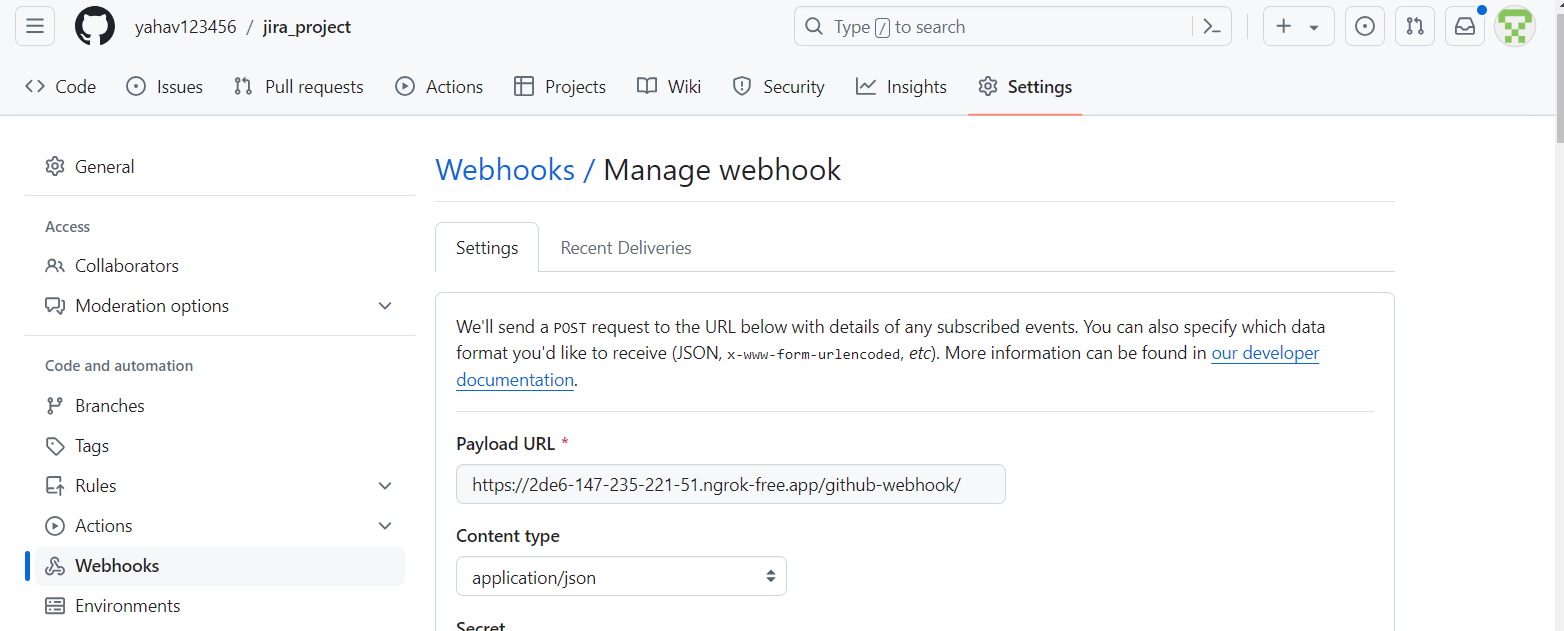 yahav123456 / jira_project
Type / to search
Code Issues Pull requests Actions Projects Wiki Security Insights Settings
General
Access
Collaborators
Moderation options
Code and automation
Branches
Tags
Rules
Actions
Webhooks
Environments
Webhooks / Manage webhook
Settings Recent Deliveries
We'll send a POST request to the URL below with details of any subscribed events. You can also specify which data
format you'd like to receive (JSON, x-www-form-urlencoded, etc). More information can be found in our developer
documentation.
Payload URL *
https://2de6-147-235-221-51.ngrok-free.app/github-webhook/
Content type
application/json
Secret